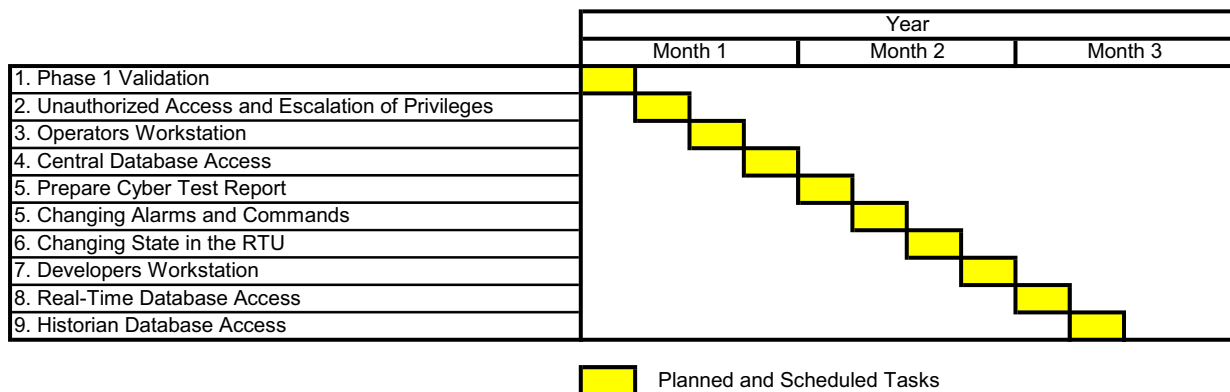 Year
Month 1 Month 2 Month 3
1. Phase 1 Validation
2. Unauthorized Access and Escalation of Privileges
3. Operators Workstation
4. Central Database Access
5. Prepare Cyber Test Report
5. Changing Alarms and Commands
6. Changing State in the RTU
7. Developers Workstation
8. Real-Time Database Access
9. Historian Database Access
Planned and Scheduled Tasks